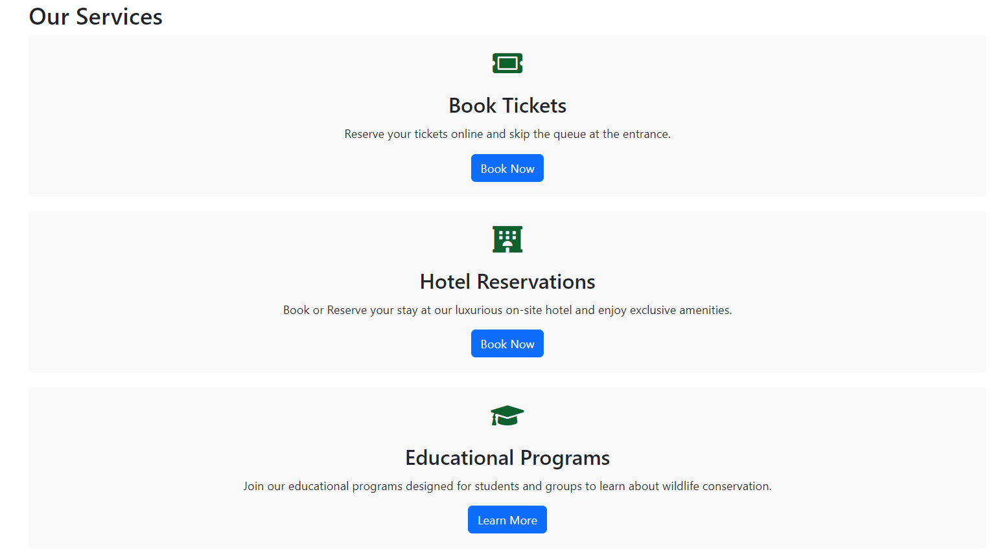 Our Services
Book Tickets
Reserve your tickets online and skip the queue at the entrance.
Book Now
Hotel Reservations
Book or Reserve your stay at our luxurious on-site hotel and enjoy exclusive amenities.
Book Now
Educational Programs
Join our educational programs designed for students and groups to learn about wildlife conservation.
Learn More